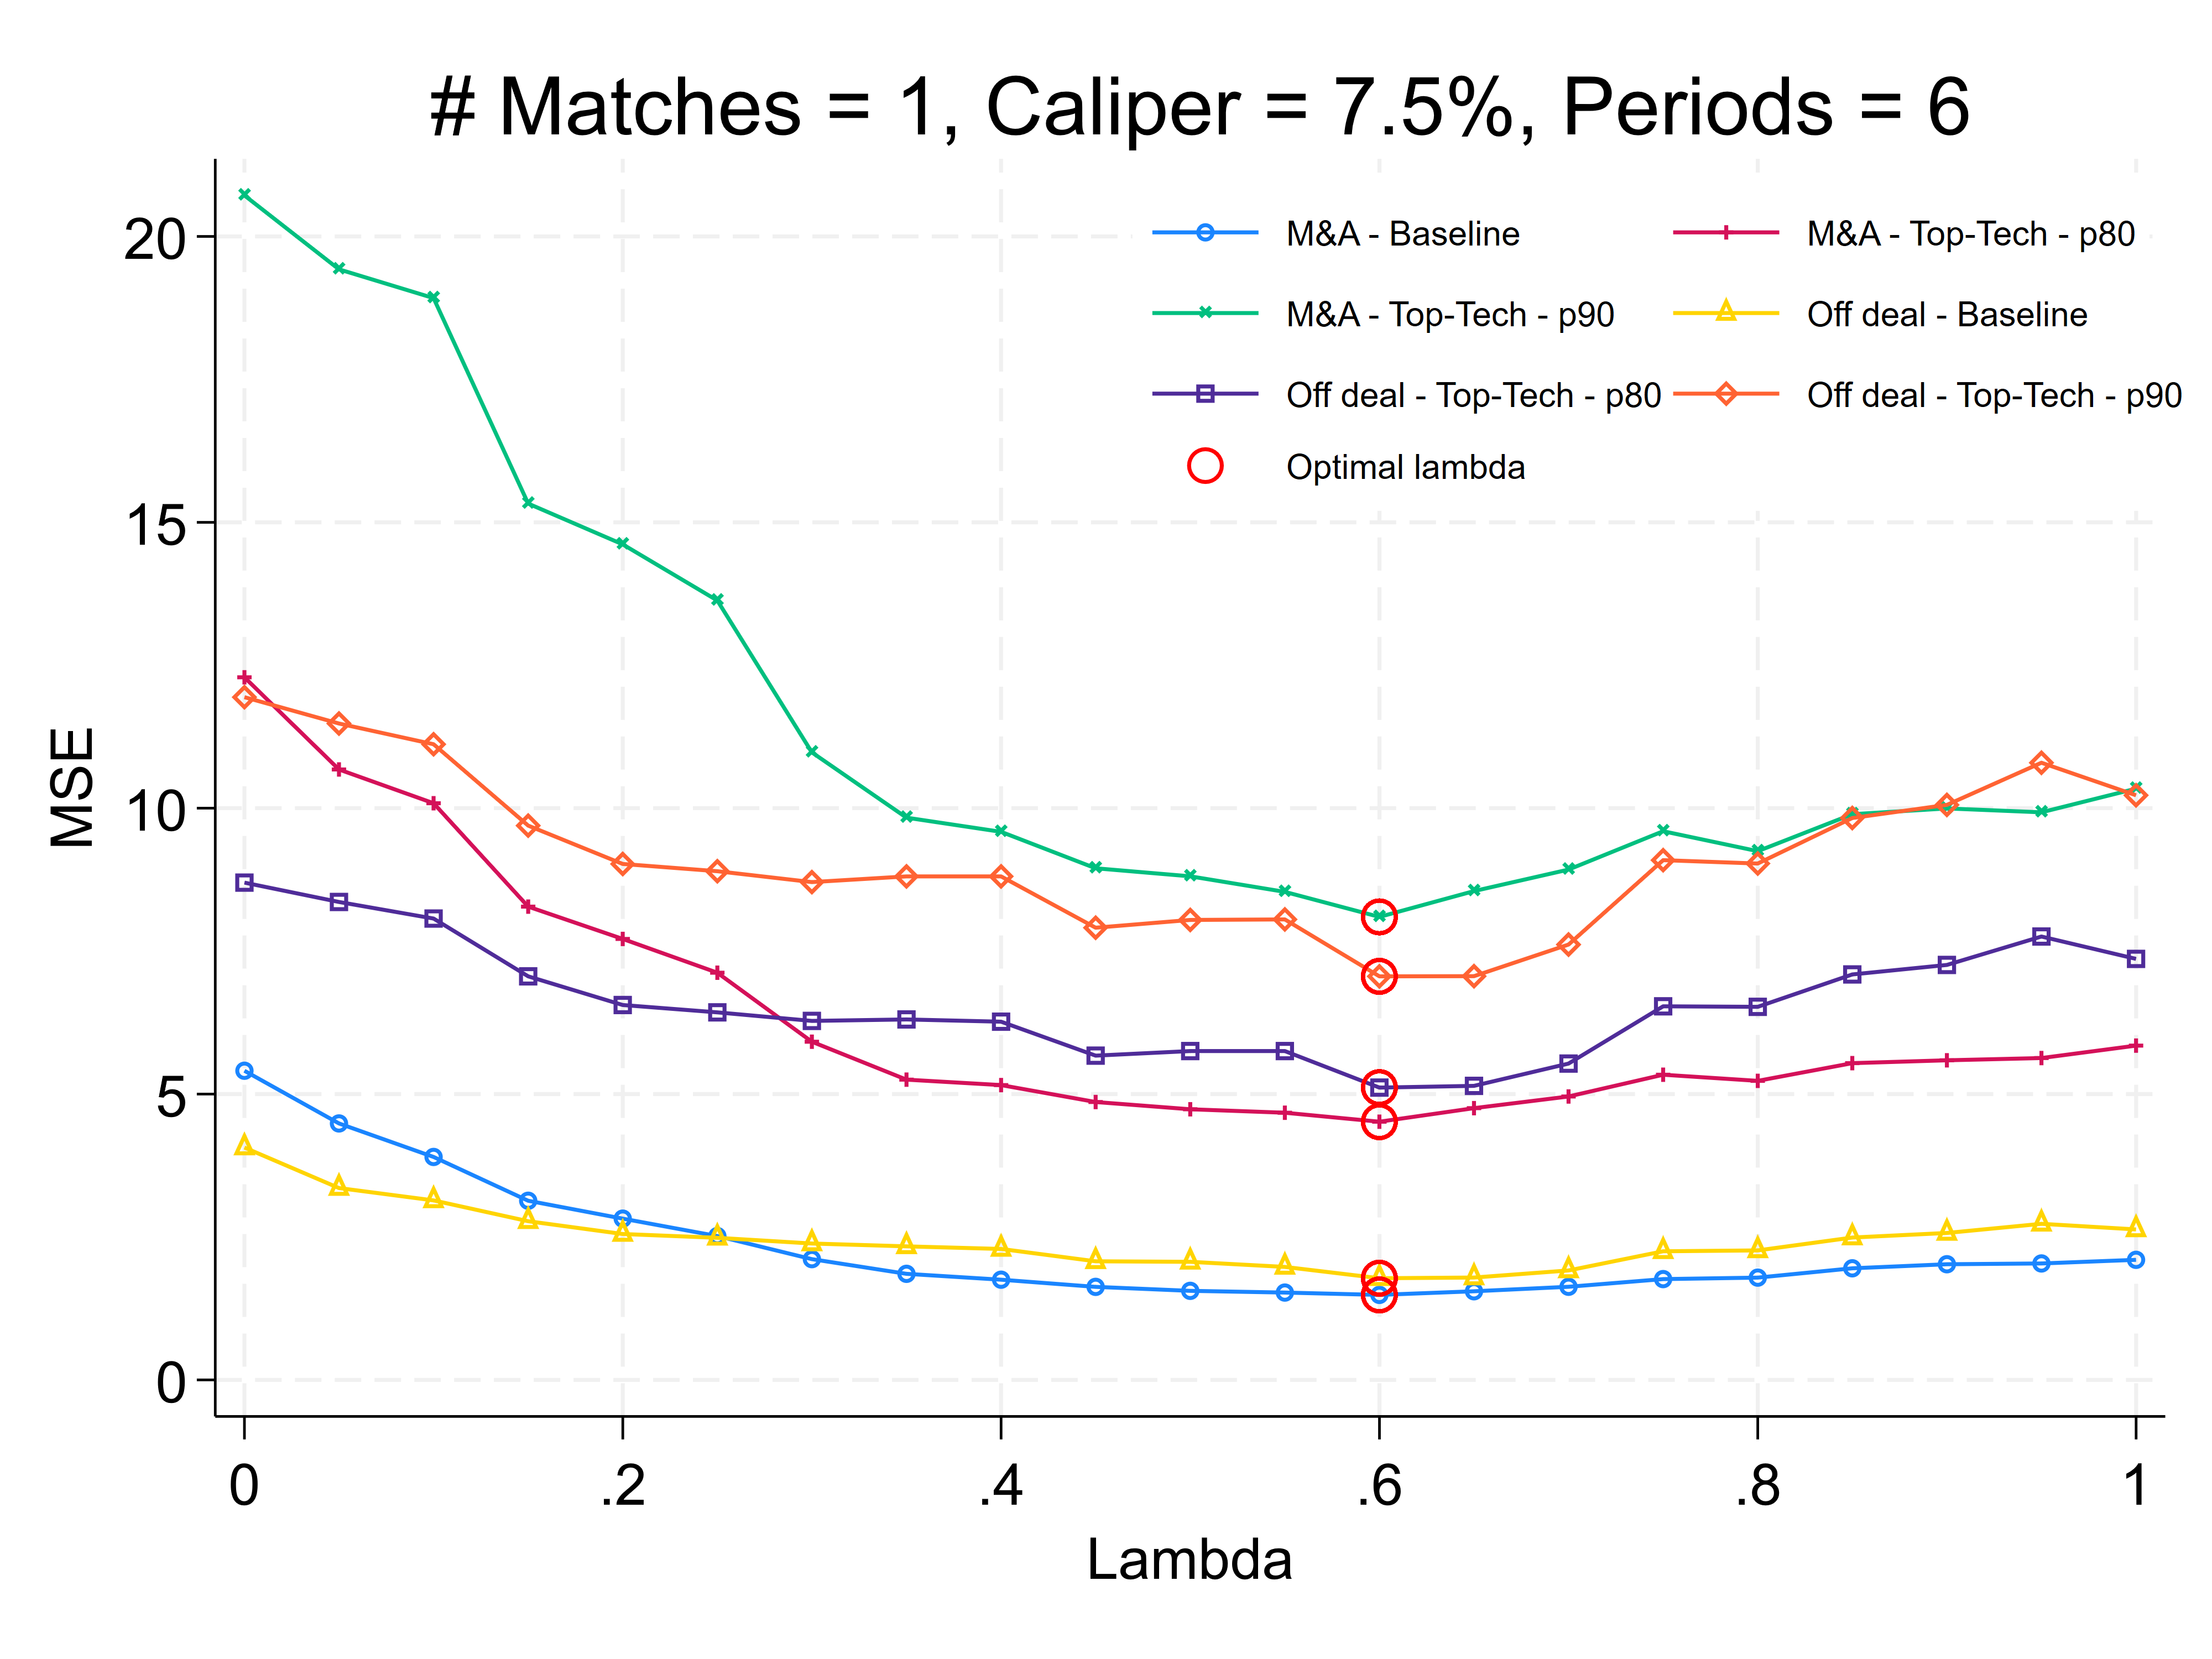 # Matches = 1, Caliper = 7.5%, Periods = 6
M&A - Baseline
M&A - Top-Tech - p80
M&A - Top-Tech - p90
Off deal - Baseline
Off deal - Top-Tech - p80
Off deal - Top-Tech - p90
Optimal lambda
MSE
20
15
10
5
0
0
.2
.4
.6
.8
1
Lambda